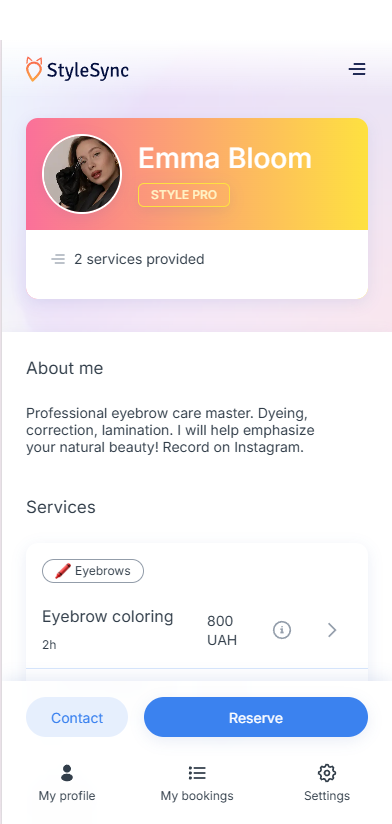 StyleSync
Emma Bloom
STYLE PRO
2 services provided
About me
Professional eyebrow care master. Dyeing,
correction, lamination. I will help emphasize
your natural beauty! Record on Instagram.
Services
Eyebrows
Eyebrow coloring
2h
800
UAH
Contact
Reserve
My profile
My bookings
Settings